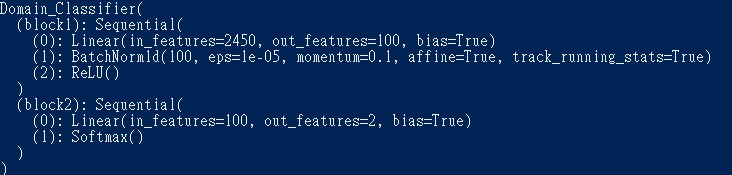 Domain_Classifier(
  (block1): Sequential(
    (0): Linear(in_features=2450, out_features=100, bias=True)
    (1): BatchNorm1d(100, eps=1e-05, momentum=0.1, affine=True, track_running_stats=True)
    (2): ReLU()
  )
  (block2): Sequential(
    (0): Linear(in_features=100, out_features=2, bias=True)
    (1): Softmax()
  )
)